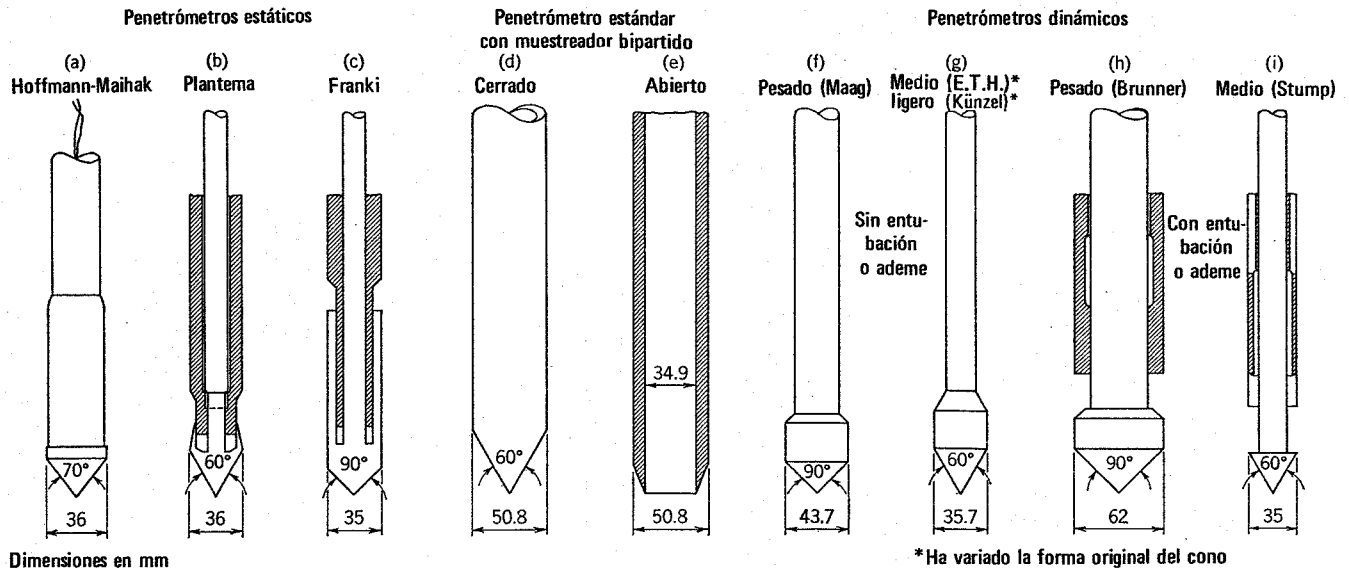 Penetrómetros estáticos
Penetrómetro estándar
con muestreador bipartido
Penetrómetros dinámicos
(a)
Hoffmann-Maihak
(b)
Plantema
(c)
Franki
(d)
Cerrado
(e)
Abierto
(f)
Pesado (Maag)
(g)
Medio (E.T.H.)*
ligero (Künzel)*
(h)
Pesado (Brunner)
(i)
Medio (Stump)
Sin entu-
bación
o ademe
Con entu-
bación
o ademe
34.9
70°
60°
90°
60°
90°
60°
90°
60°
36
36
35
50.8
50.8
43.7
35.7
62
35
Dimensiones en mm
*Ha variado la forma original del cono